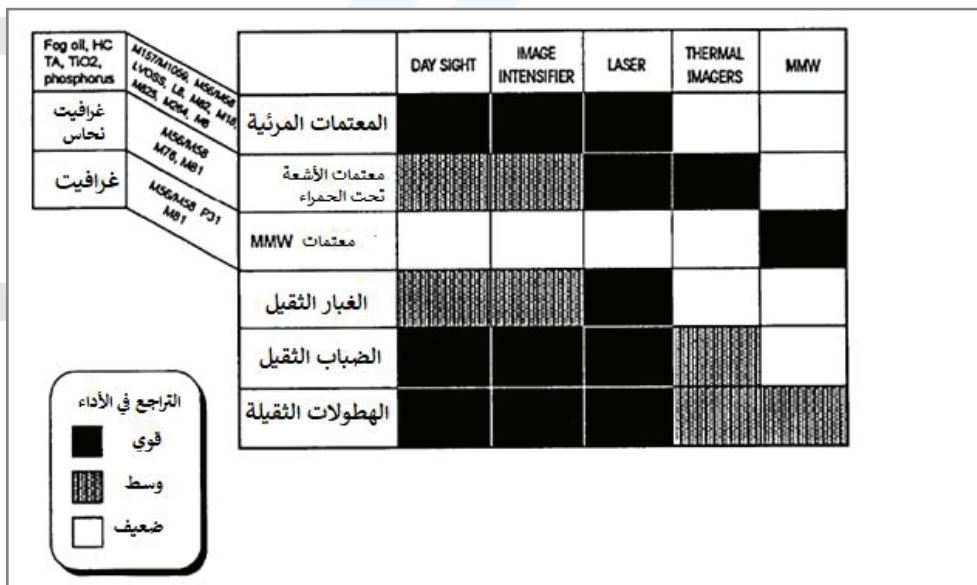 Fog oil, HC
TA, TiO2,
phosphorus
M157/M1059, M56/M58
LVOSS, L8, M82, M18,
M825, M264, M8
DAY SIGHT
IMAGE
INTENSIFIER
LASER
THERMAL
IMAGERS
MMW
غرافيت
نحاس
M56/M58
M76, M81
المعتمات المرئية
غرافيت
M56/M58 P31
M81
معتمات الأشعة
تحت الحمراء
معتمات MMW
الغبار الثقيل
الضباب الثقيل
الهطولات الثقيلة
التراجع في الأداء
قوي
وسط
ضعيف